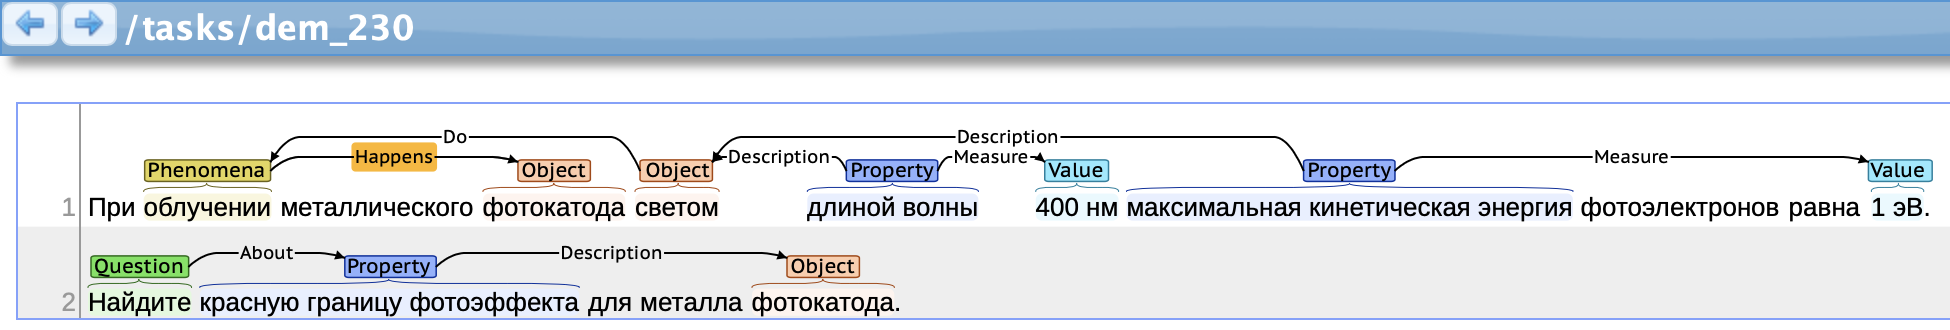 /tasks/dem_230
Do
Description
Happens Description Measure Measure
Phenomena Object Object Property Value Property Value
1 При облучении металлического фотокатода светом длиной волны 400 нм максимальная кинетическая энергия фотоэлектронов равна 1 эВ.
About Description
Question Property Object
2 Найдите красную границу фотоэффекта для металла фотокатода.